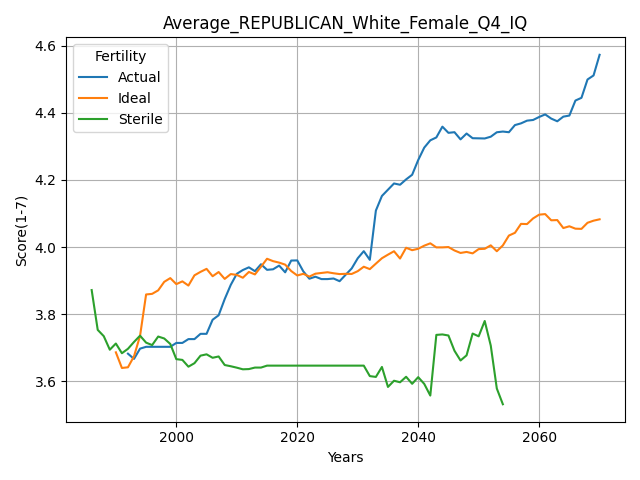 Average_REPUBLICAN_White_Female_Q4_IQ
Fertility
Actual
Ideal
Sterile
Score(1-7)
4.6
4.4
4.2
4.0
3.8
3.6
2000
2020
2040
2060
Years